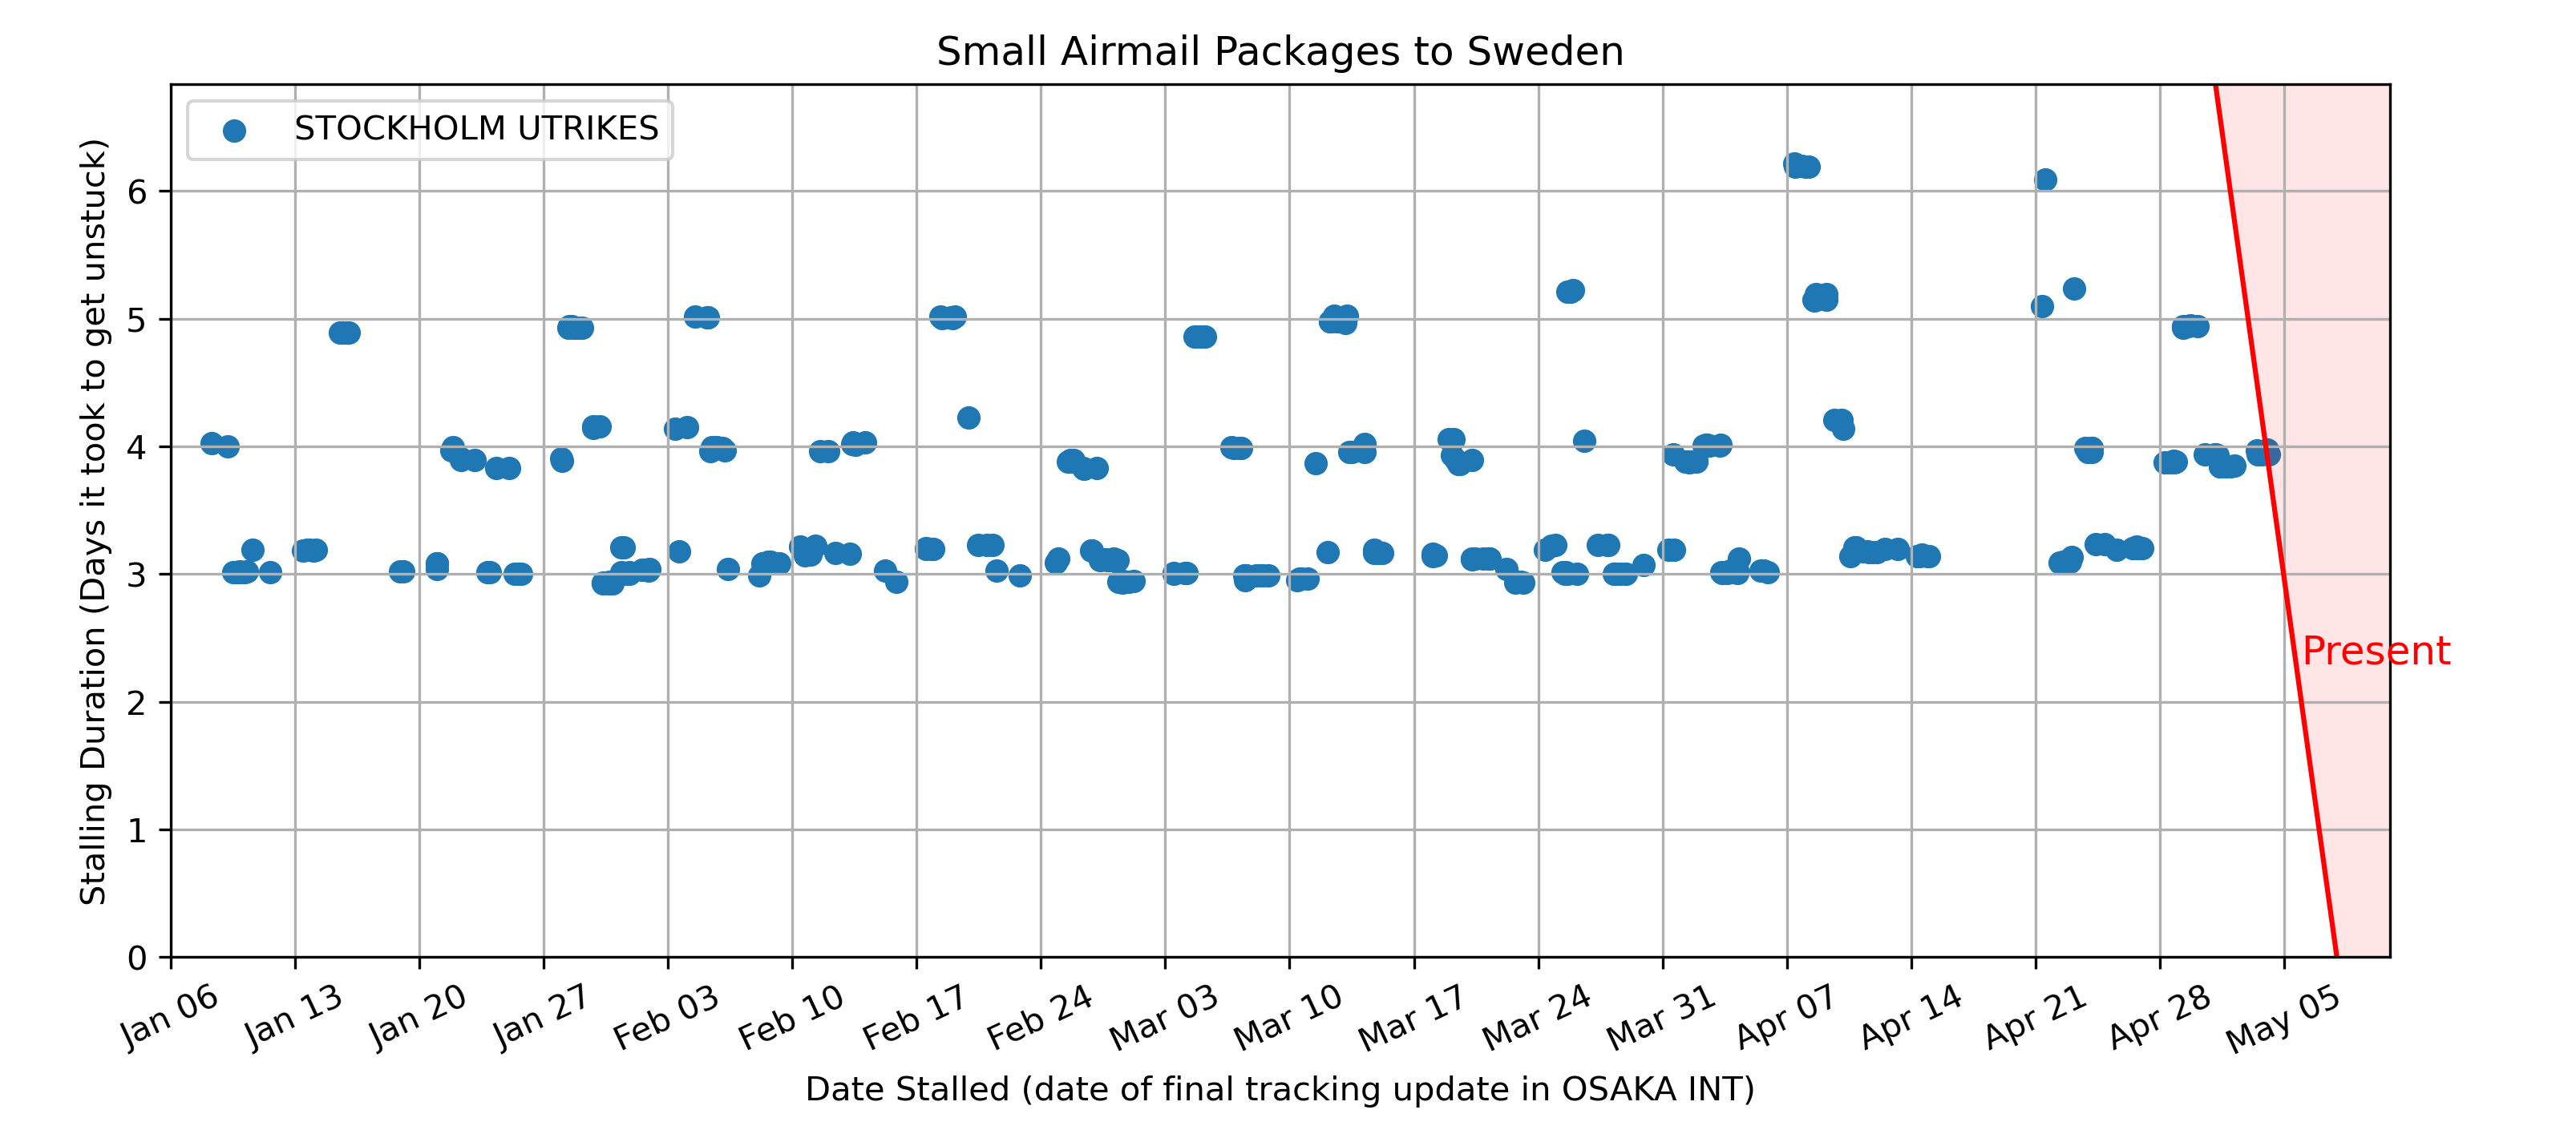 Small Airmail Packages to Sweden
STOCKHOLM UTRIKES
Stalling Duration (Days it took to get unstuck)
6
5
4
3
2
1
0
Present
Jan 06 Jan 13 Jan 20 Jan 27 Feb 03 Feb 10 Feb 17 Feb 24 Mar 03 Mar 10 Mar 17 Mar 24 Mar 31 Apr 07 Apr 14 Apr 21 Apr 28 May 05
Date Stalled (date of final tracking update in OSAKA INT)